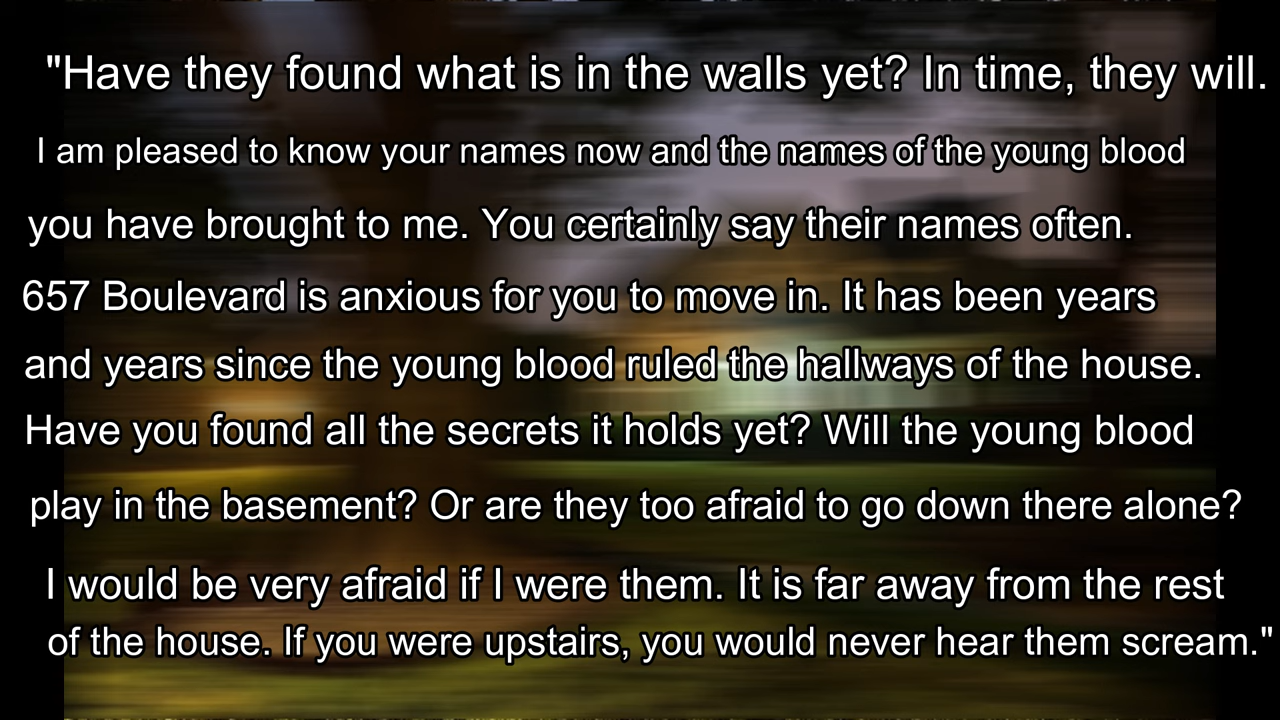 "Have they found what is in the walls yet? In time, they will.
I am pleased to know your names now and the names of the young blood
you have brought to me. You certainly say their names often.
657 Boulevard is anxious for you to move in. It has been years
and years since the young blood ruled the hallways of the house.
Have you found all the secrets it holds yet? Will the young blood
play in the basement? Or are they too afraid to go down there alone?
I would be very afraid if I were them. It is far away from the rest
of the house. If you were upstairs, you would never hear them scream."